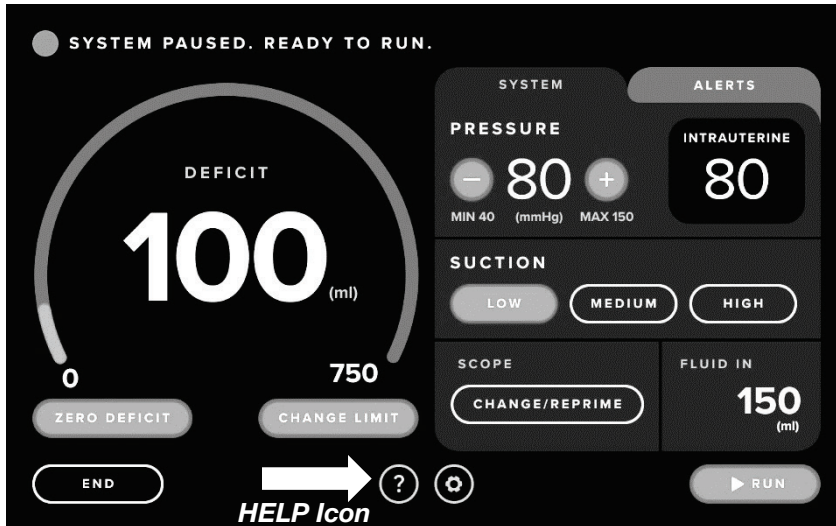 SYSTEM PAUSED. READY TO RUN.
DEFICIT
100
(ml)
0
750
ZERO DEFICIT
CHANGE LIMIT
SYSTEM
ALERTS
PRESSURE
80
MIN 40 (mmHg) MAX 150
INTRAUTERINE
80
SUCTION
LOW MEDIUM HIGH
SCOPE
CHANGE/REPRIME
FLUID IN
150
(ml)
END
?
RUN
HELP Icon